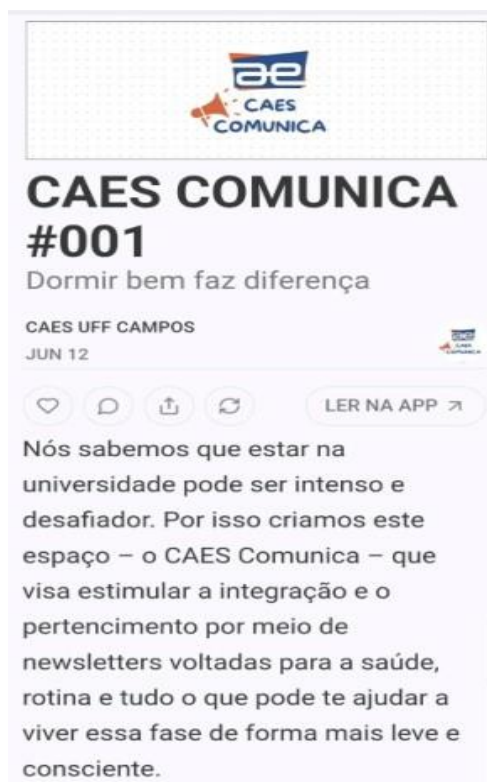 ae
CAES
COMUNICA
CAES COMUNICA
#001
Dormir bem faz diferença
CAES UFF CAMPOS
JUN 12
LER NA APP
Nós sabemos que estar na
universidade pode ser intenso e
desafiador. Por isso criamos este
espaço – o CAES Comunica – que
visa estimular a integração e o
pertencimento por meio de
newsletters voltadas para a saúde,
rotina e tudo o que pode te ajudar a
viver essa fase de forma mais leve e
consciente.